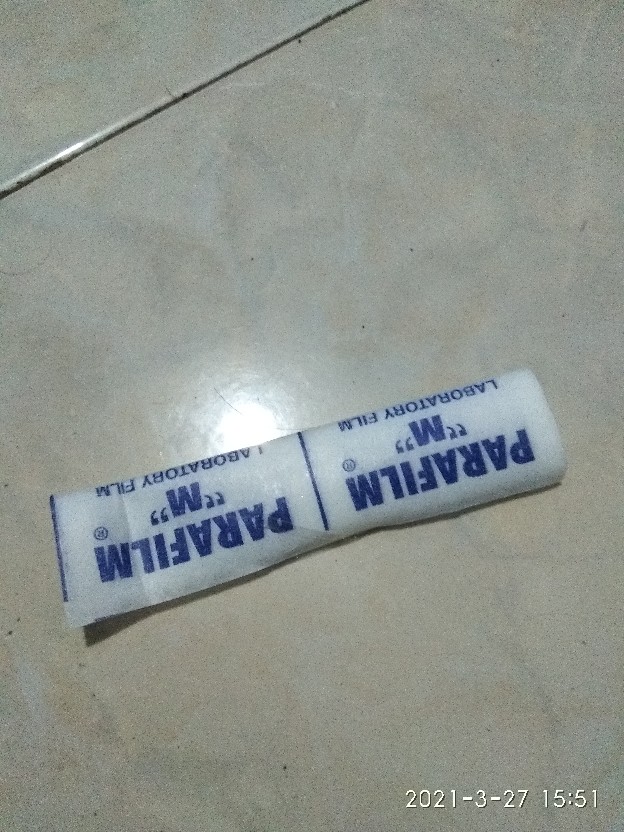 PARAFILM®
“M”
LABORATORY FILM
PARAFILM®
“M”
LABORATORY FILM
2021-3-27 15:51